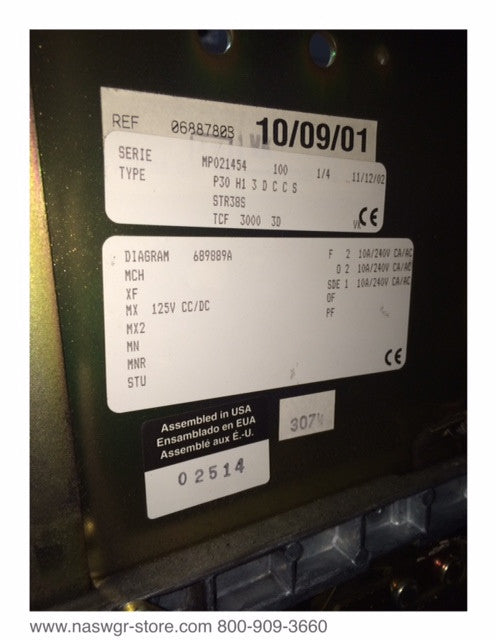 REF 06887803 10/09/01
SERIE MP021454 100 1/4 11/12/02
TYPE P30 H1 3 D C C S
STR38S
TCF 3000 3D
CE
DIAGRAM 689889A F 2 10A/240V CA/AC
MCH O 2 10A/240V CA/AC
XF SDE 1 10A/240V CA/AC
MX 125V CC/DC OF
MX2 PF
MN
MNR CE
STU
Assembled in USA
Ensamblado en EUA
Assemblé aux É.-U.
307
02514
www.naswgr-store.com 800-909-3660